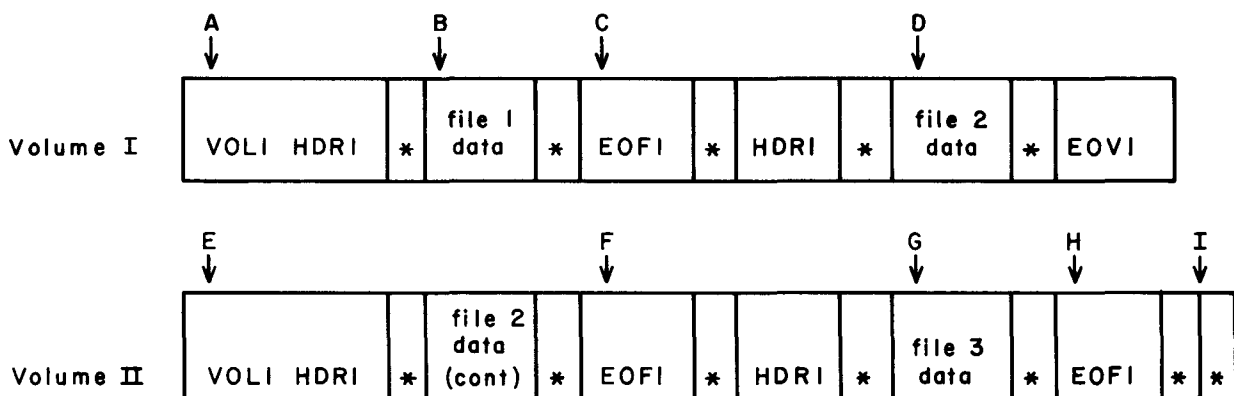 A B C D
Volume I VOL1 HDR1 * file 1 data * EOF1 * HDR1 * file 2 data * EOV1
E F G H I
Volume II VOL1 HDR1 * file 2 data (cont) * EOF1 * HDR1 * file 3 data * EOF1 * *